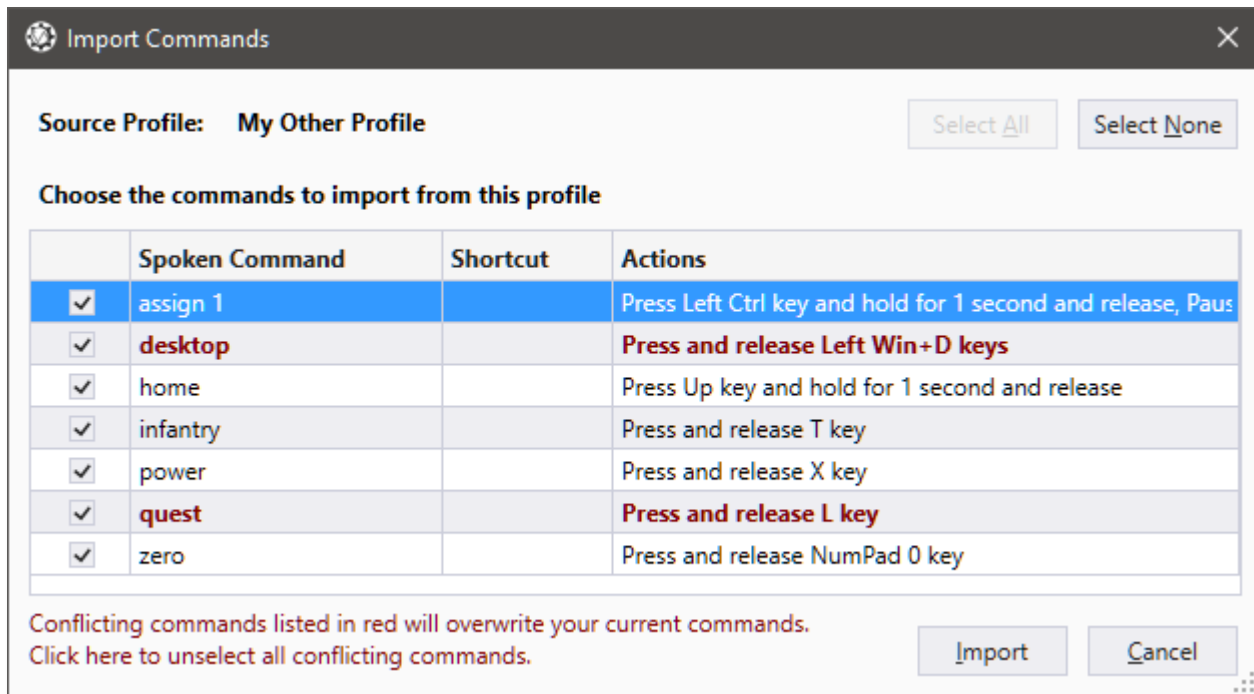 Import Commands
Source Profile: My Other Profile Select All Select None
Choose the commands to import from this profile
Spoken Command Shortcut Actions
assign 1 Press Left Ctrl key and hold for 1 second and release, Paus
desktop Press and release Left Win+D keys
home Press Up key and hold for 1 second and release
infantry Press and release T key
power Press and release X key
quest Press and release L key
zero Press and release NumPad 0 key
Conflicting commands listed in red will overwrite your current commands.
Click here to unselect all conflicting commands.
Import Cancel